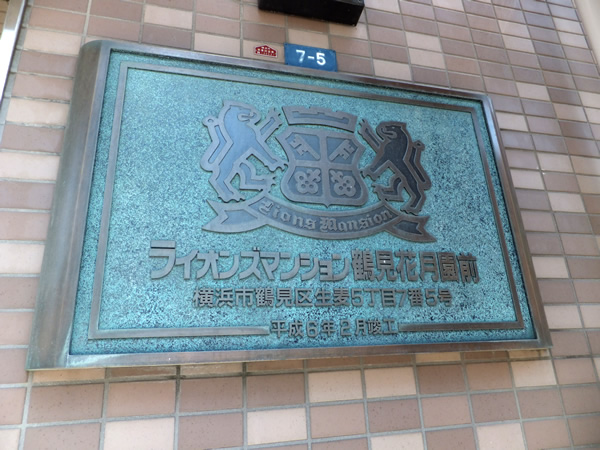 7-5
Lions Mansion
ライオンズマンション鶴見花月園前
横浜市鶴見区生麦5丁目7番5号
平成6年2月竣工